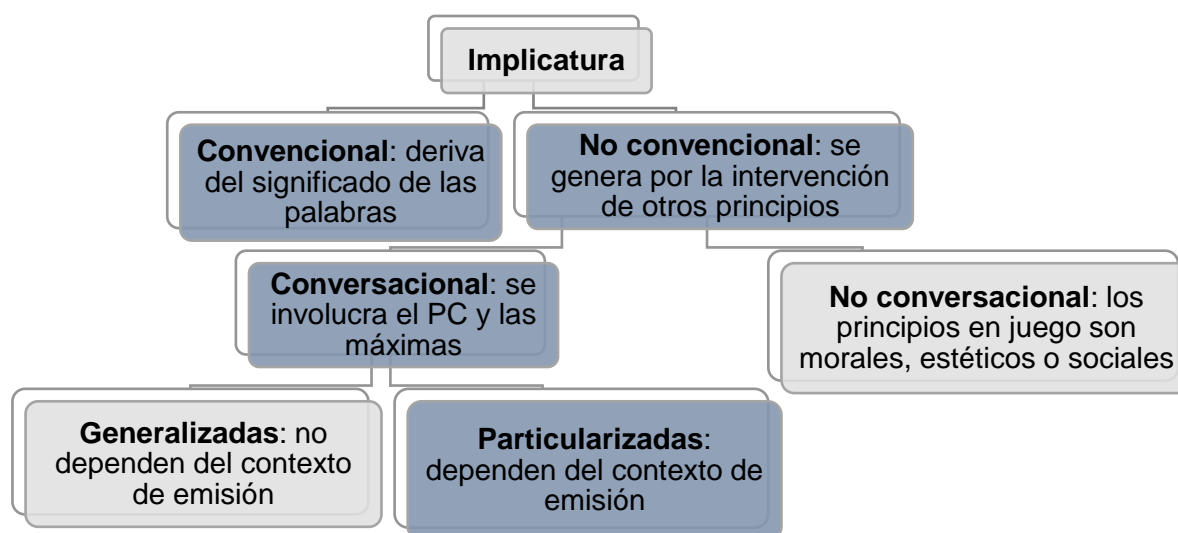 Implicatura
Convencional: deriva
del significado de las
palabras
No convencional: se
genera por la intervención
de otros principios
Conversacional: se
involucra el PC y las
máximas
No conversacional: los
principios en juego son
morales, estéticos o sociales
Generalizadas: no
dependen del contexto
de emisión
Particularizadas:
dependen del contexto de
emisión